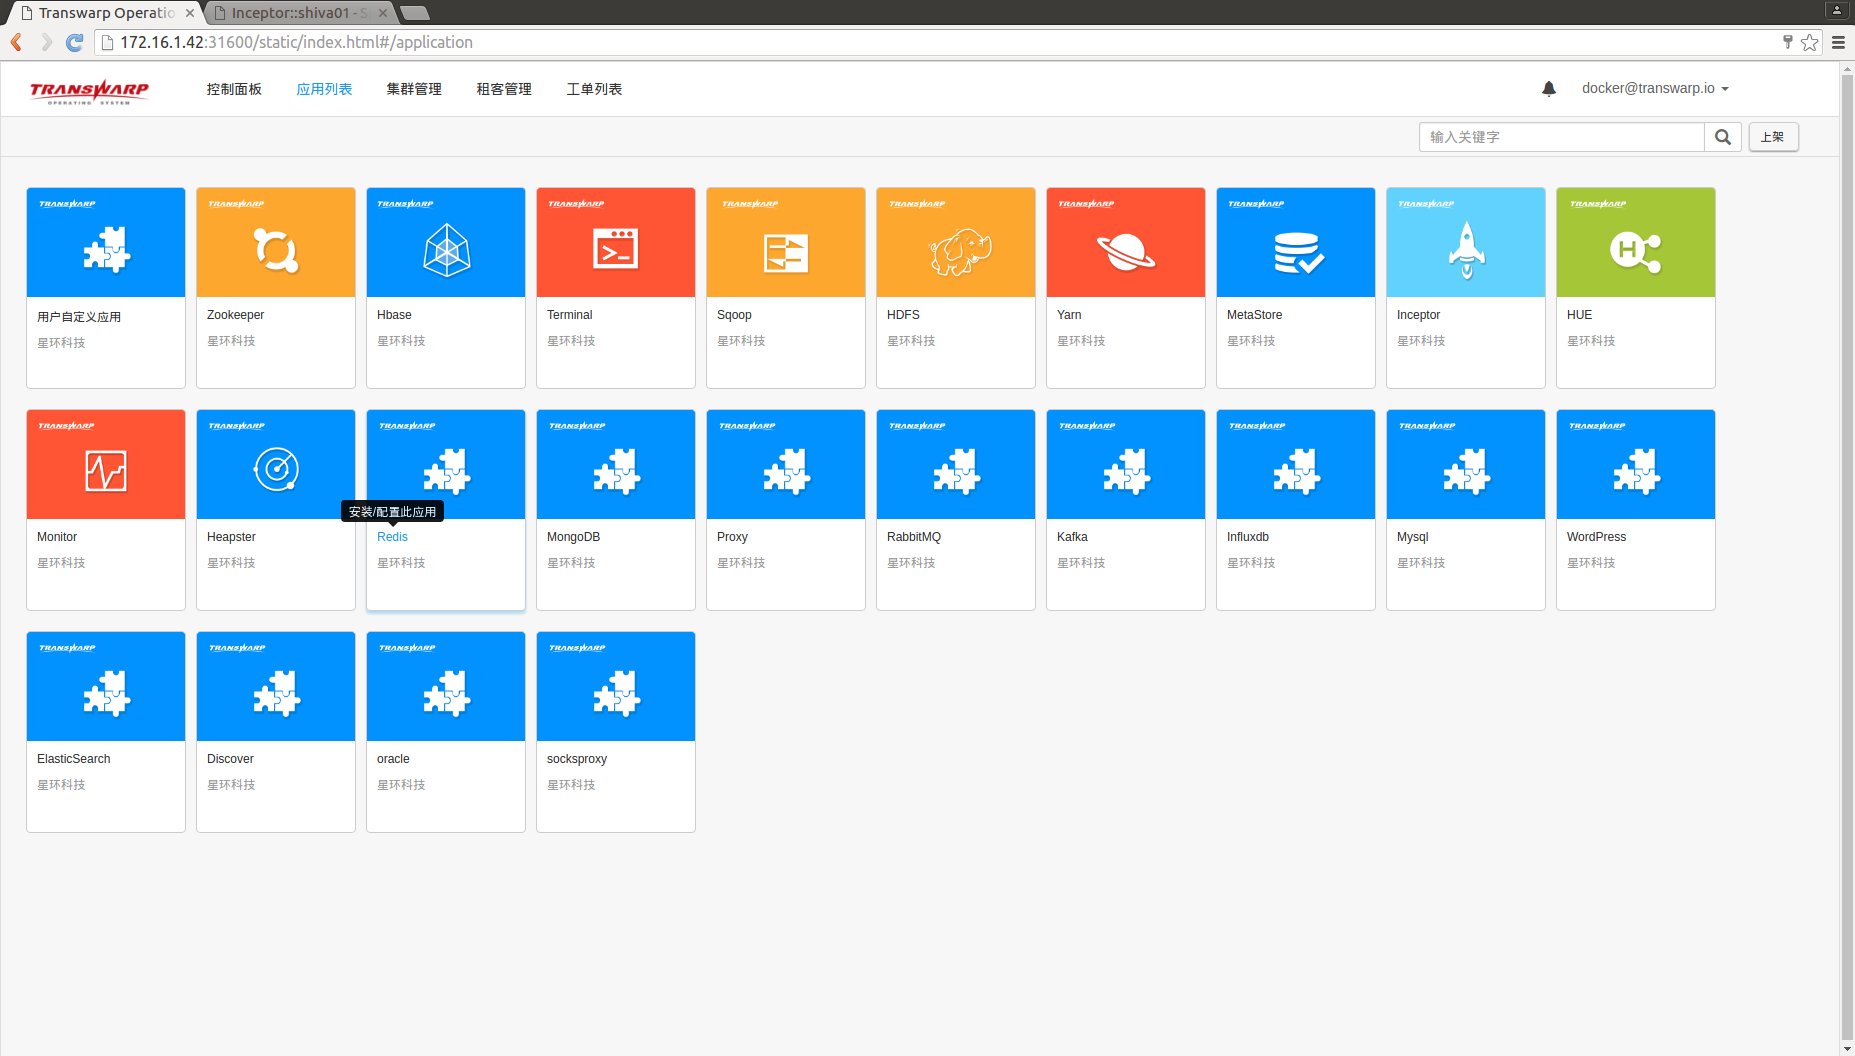 Transwarp Operatio
Inceptor::shiva01 - S
172.16.1.42:31600/static/index.html#/application
TRANSWARP
OPERATING SYSTEM
控制面板 应用列表 集群管理 租客管理 工单列表
docker@transwarp.io
输入关键字
上架
TRANSWARP TRANSWARP TRANSWARP TRANSWARP TRANSWARP TRANSWARP TRANSWARP TRANSWARP TRANSWARP TRANSWARP
H
用户自定义应用 Zookeeper Hbase Terminal Sqoop HDFS Yarn MetaStore Inceptor HUE
星环科技 星环科技 星环科技 星环科技 星环科技 星环科技 星环科技 星环科技 星环科技 星环科技
TRANSWARP TRANSWARP TRANSWARP TRANSWARP TRANSWARP TRANSWARP TRANSWARP TRANSWARP TRANSWARP TRANSWARP
安装/配置此应用
Monitor Heapster Redis MongoDB Proxy RabbitMQ Kafka Influxdb Mysql WordPress
星环科技 星环科技 星环科技 星环科技 星环科技 星环科技 星环科技 星环科技 星环科技 星环科技
TRANSWARP TRANSWARP TRANSWARP TRANSWARP
ElasticSearch Discover oracle socksproxy
星环科技 星环科技 星环科技 星环科技